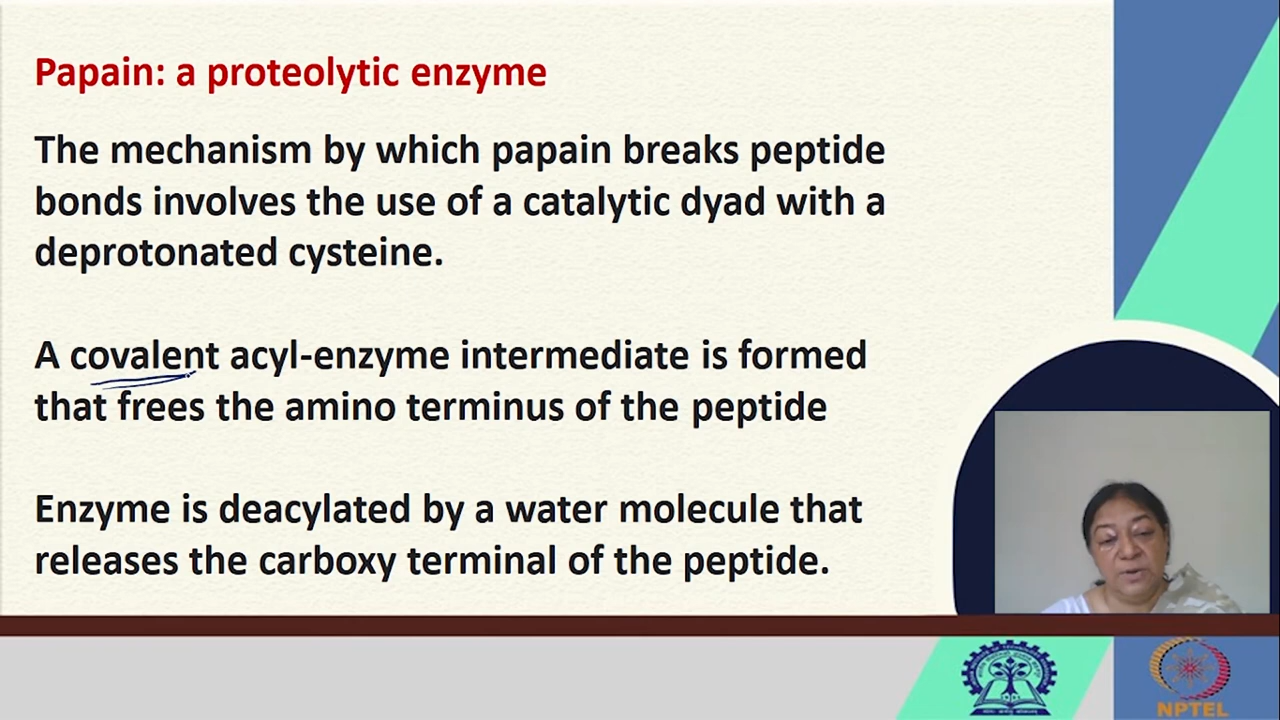 Papain: a proteolytic enzyme
The mechanism by which papain breaks peptide
bonds involves the use of a catalytic dyad with a
deprotonated cysteine.
A covalent acyl-enzyme intermediate is formed
that frees the amino terminus of the peptide
Enzyme is deacylated by a water molecule that
releases the carboxy terminal of the peptide.
NPTEL